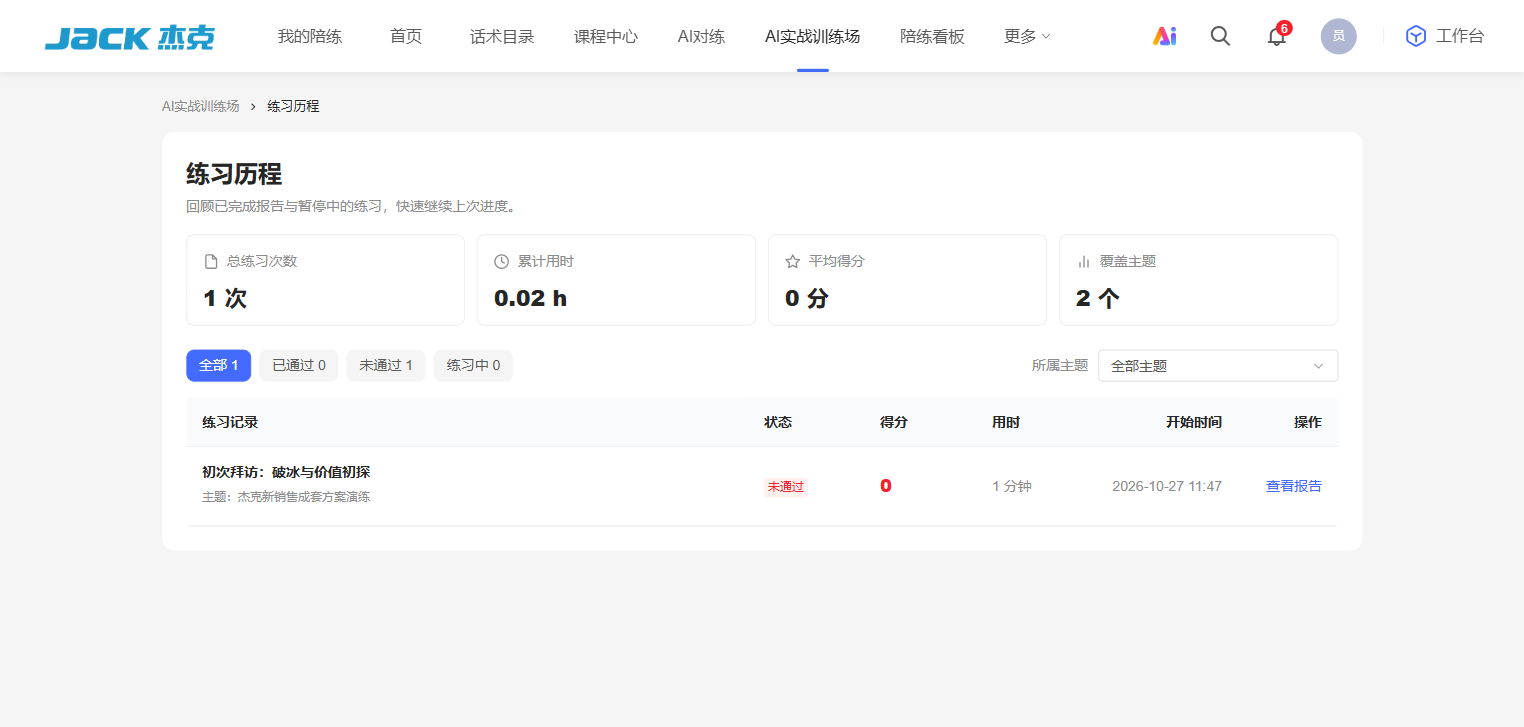 JACK 杰克 我的陪练 首页 话术目录 课程中心 AI对练 AI实战训练场 陪练看板 更多 Ai 6 员 工作台
AI实战训练场 › 练习历程
练习历程
回顾已完成报告与暂停中的练习，快速继续上次进度。
总练习次数 累计用时 平均得分 覆盖主题
1 次 0.02 h 0 分 2 个
全部 1 已通过 0 未通过 1 练习中 0 所属主题 全部主题
练习记录 状态 得分 用时 开始时间 操作
初次拜访：破冰与价值初探
主题：杰克新销售成套方案演练
未通过 0 1 分钟 2026-10-27 11:47 查看报告